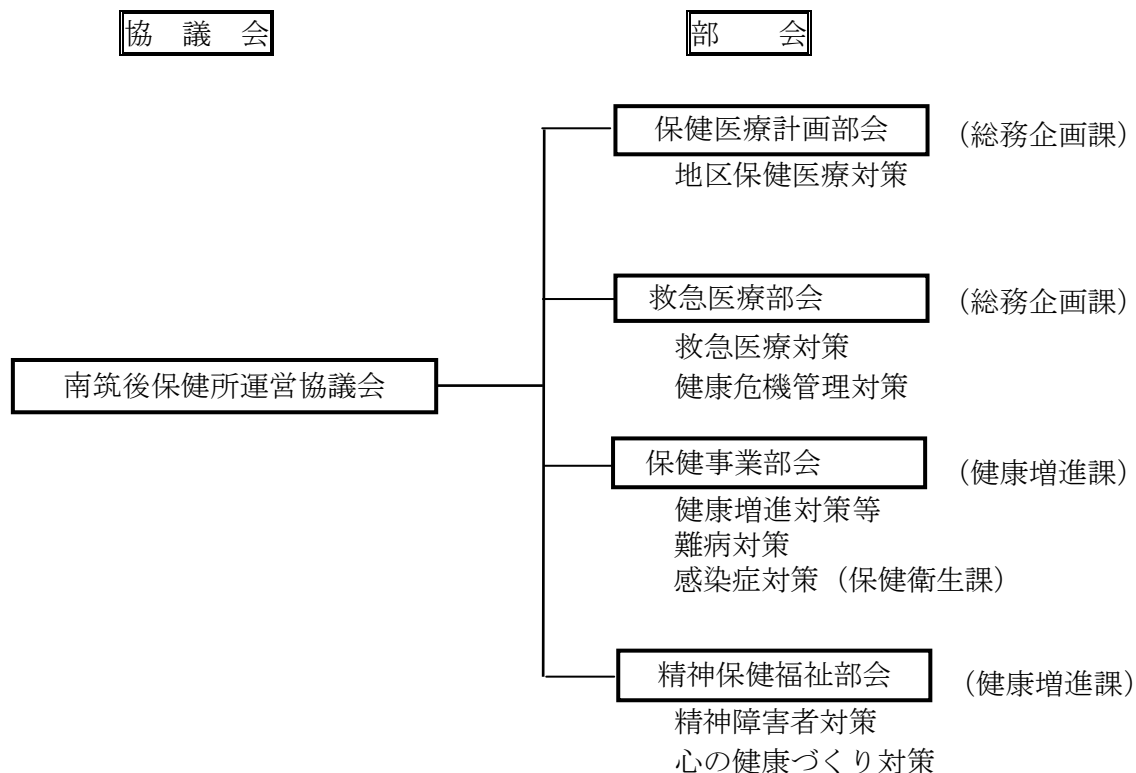 協　議　会
部　　会
保健医療計画部会
（総務企画課）
地区保健医療対策
救急医療部会
（総務企画課）
救急医療対策
健康危機管理対策
南筑後保健所運営協議会
保健事業部会
（健康増進課）
健康増進対策等
難病対策
感染症対策（保健衛生課）
精神保健福祉部会
（健康増進課）
精神障害者対策
心の健康づくり対策